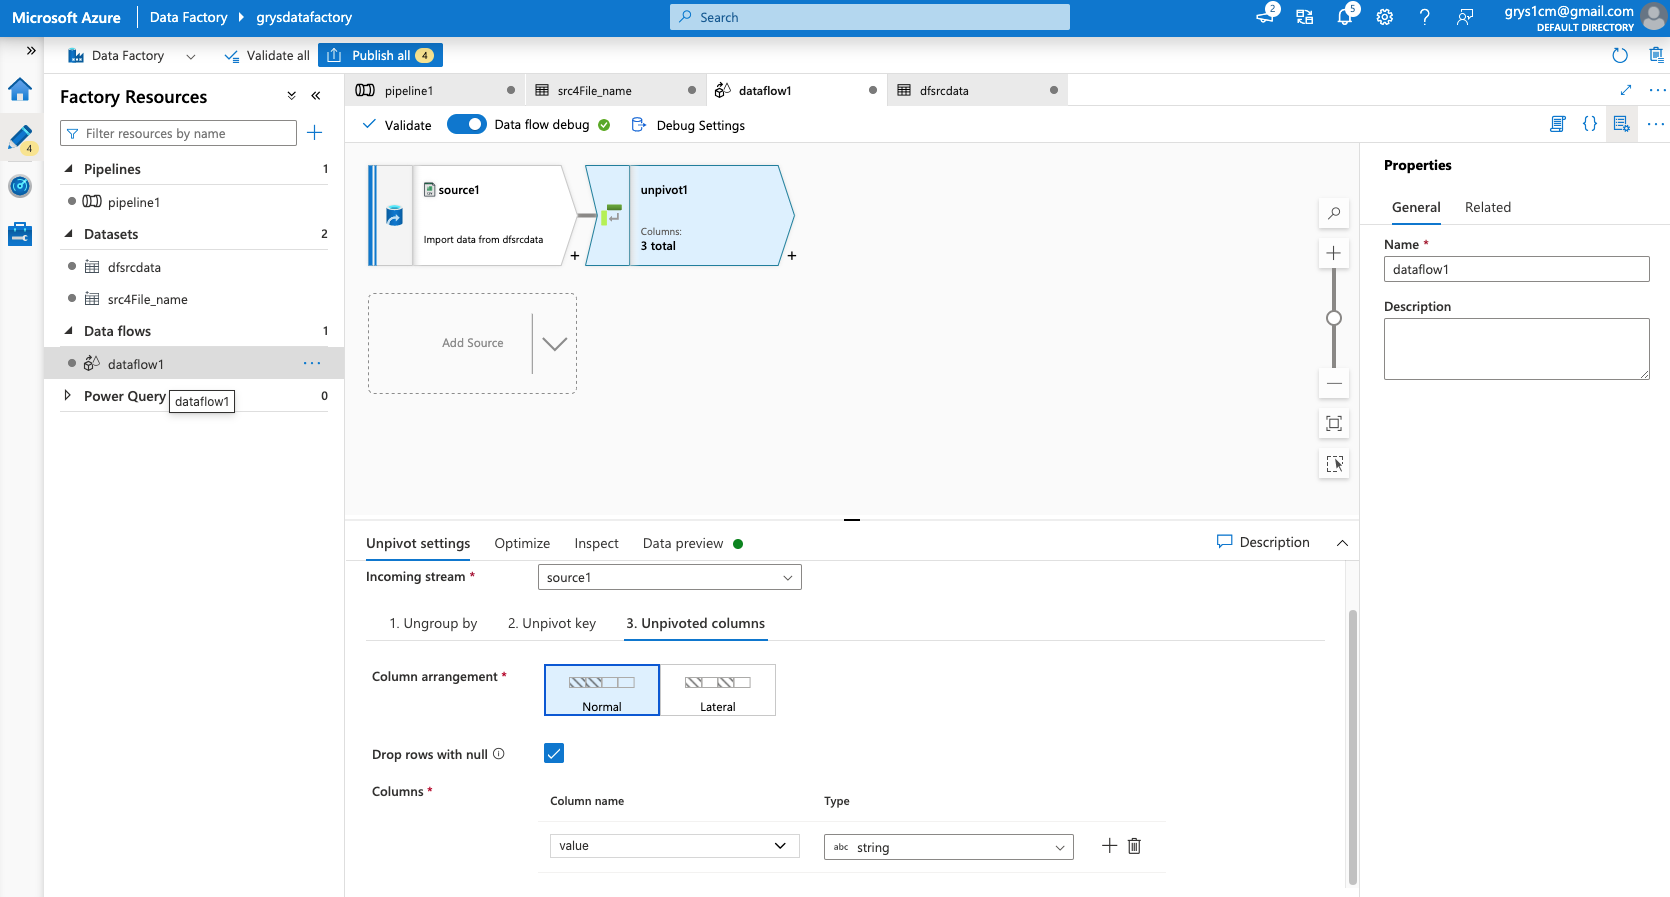 Microsoft Azure
Data Factory
grysdatafactory
Search
2
5
grys1cm@gmail.com
DEFAULT DIRECTORY
Data Factory
Validate all
Publish all
4
4
Factory Resources
Filter resources by name
Pipelines
1
pipeline1
Datasets
2
dfsrcdata
src4File_name
Data flows
1
dataflow1
Power Query
0
dataflow1
pipeline1
src4File_name
dataflow1
dfsrcdata
Validate
Data flow debug
Debug Settings
source1
Import data from dfsrcdata
+
unpivot1
Columns:
3 total
+
Add Source
Properties
General
Related
Name *
dataflow1
Description
Unpivot settings
Optimize
Inspect
Data preview
Description
Incoming stream *
source1
1. Ungroup by
2. Unpivot key
3. Unpivoted columns
Column arrangement *
Normal
Lateral
Drop rows with null
Columns *
Column name
Type
value
abc string